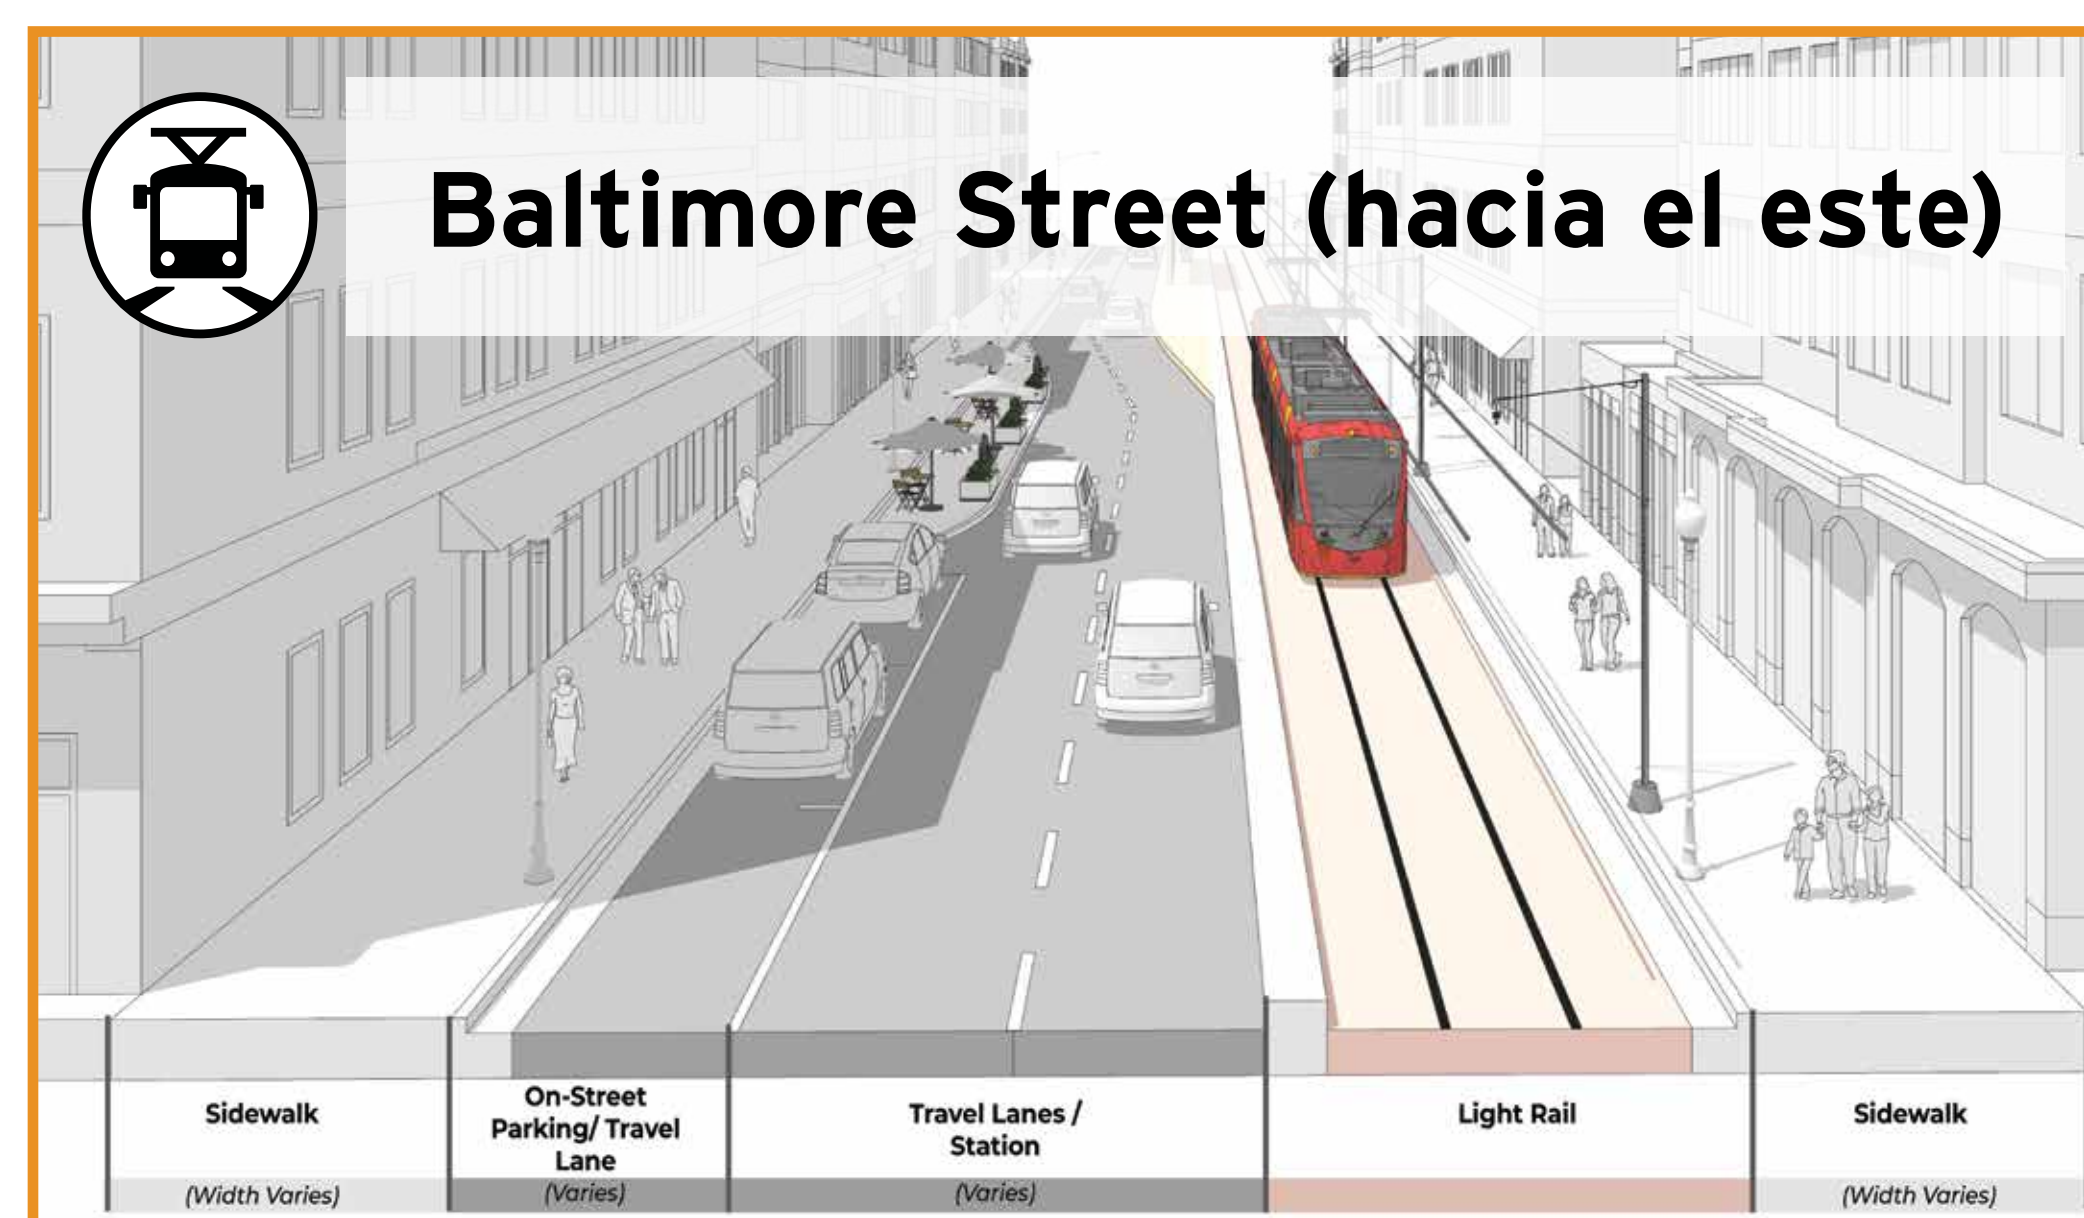 Baltimore Street (hacia el este)
Sidewalk
(Width Varies)
On-Street
Parking/ Travel
Lane
(Varies)
Travel Lanes /
Station
(Varies)
Light Rail
Sidewalk
(Width Varies)